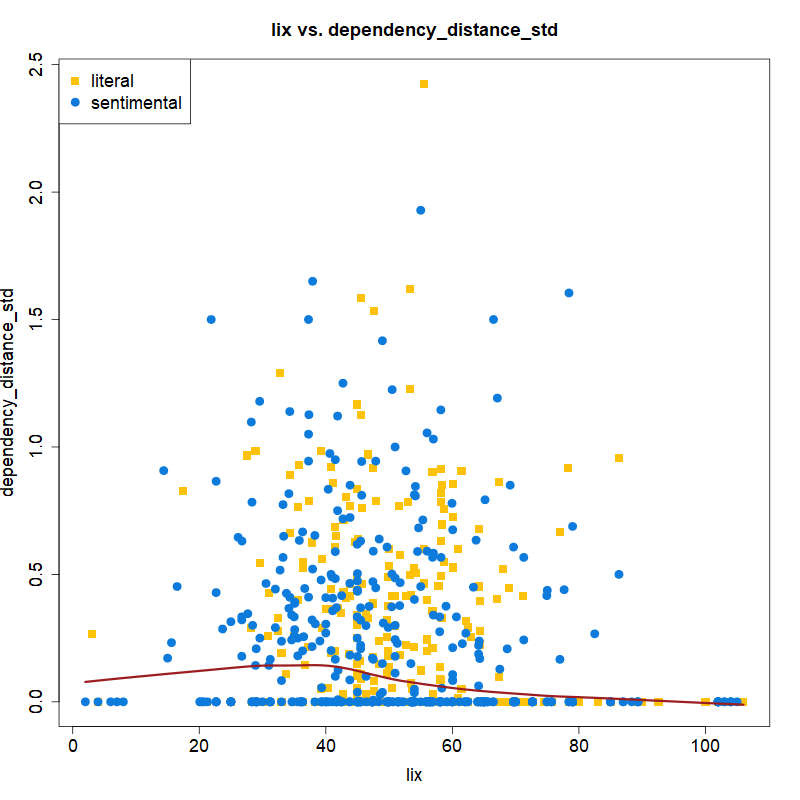 lix vs. dependency_distance_std
literal
sentimental
dependency_distance_std
2.5
2.0
1.5
1.0
0.5
0.0
0 20 40 60 80 100
lix